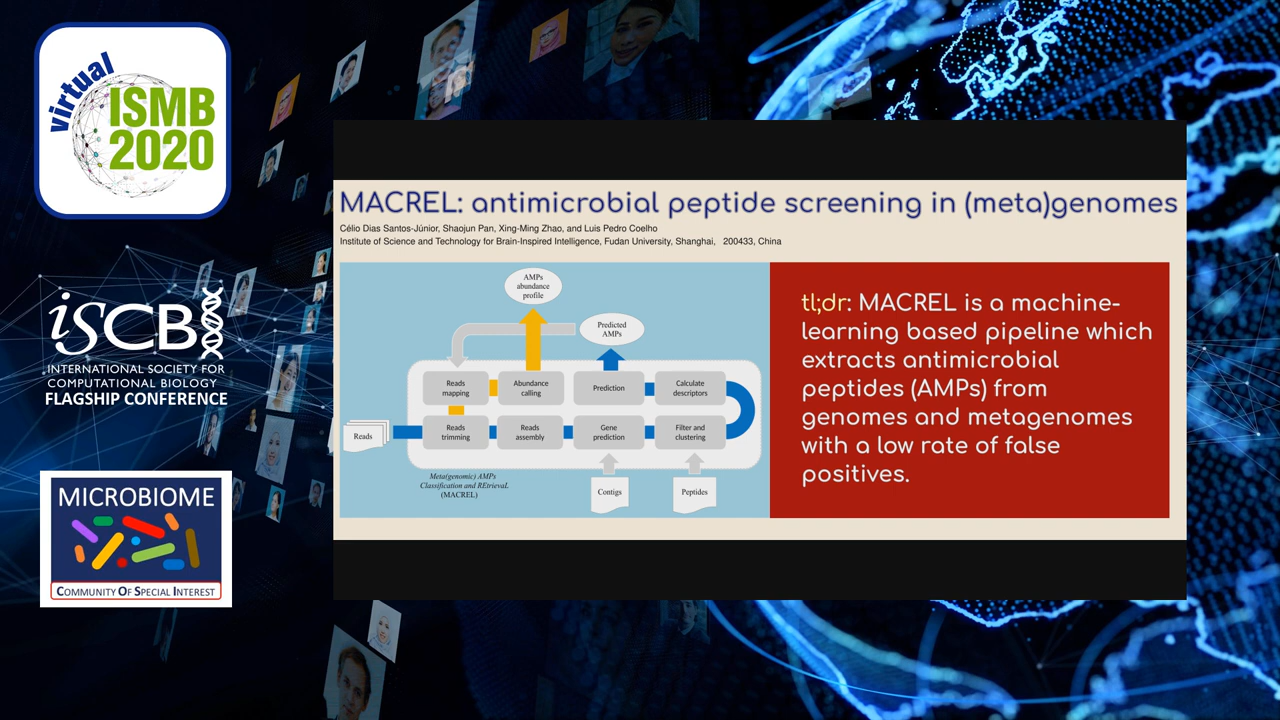 virtual
ISMB
2020
iSCB
INTERNATIONAL SOCIETY FOR
COMPUTATIONAL BIOLOGY
FLAGSHIP CONFERENCE
MICROBIOME
COMMUNITY OF SPECIAL INTEREST
MACREL: antimicrobial peptide screening in (meta)genomes
Célio Dias Santos-Júnior, Shaojun Pan, Xing-Ming Zhao, and Luis Pedro Coelho
Institute of Science and Technology for Brain-Inspired Intelligence, Fudan University, Shanghai, 200433, China
AMPs
abundance
profile
Predicted
AMPs
Reads
mapping
Abundance
calling
Prediction
Calculate
descriptors
Reads
Reads
trimming
Reads
assembly
Gene
prediction
Filter and
clustering
Meta(genomic) AMPs
Classification and REtrievaL
(MACREL)
Contigs
Peptides
tl;dr: MACREL is a machine-
learning based pipeline which
extracts antimicrobial
peptides (AMPs) from
genomes and metagenomes
with a low rate of false
positives.